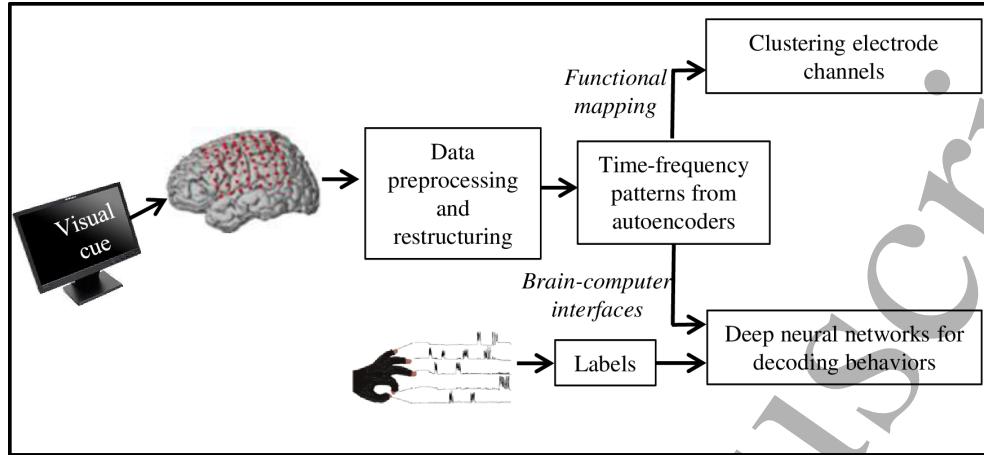 Visual
cue
Data
preprocessing
and
restructuring
Functional
mapping
Clustering electrode
channels
Time-frequency
patterns from
autoencoders
Brain-computer
interfaces
Labels
Deep neural networks for
decoding behaviors
uscri